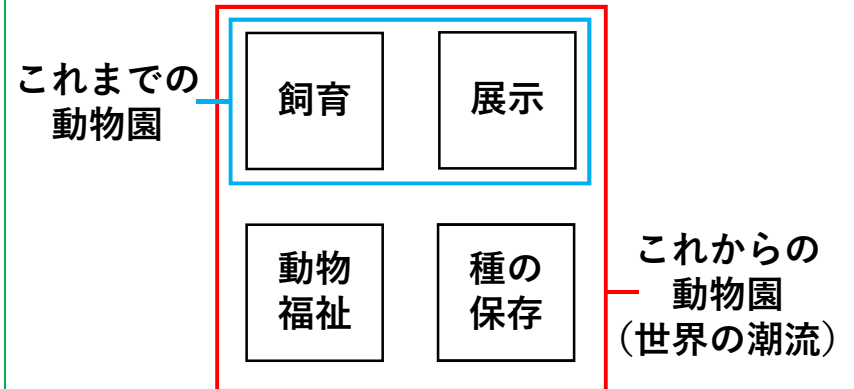 これまでの
動物園
飼育
展示
動物
福祉
種の
保存
これからの
動物園
（世界の潮流）